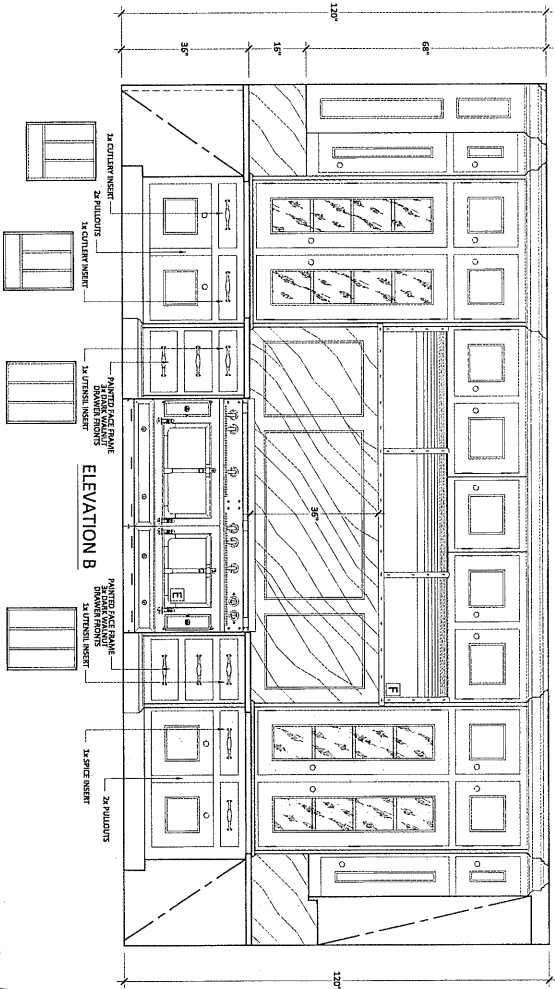 120"
36"
16"
68"
1x CUTLERY INSERT
2x PULLOUTS
1x CUTLERY INSERT
PAINTED FACE FRAME
3x DARK WALNUT
DRAWER FRONTS
1x UTENSIL INSERT
ELEVATION B
36"
E
F
PAINTED FACE FRAME
3x DARK WALNUT
DRAWER FRONTS
1x UTENSIL INSERT
2x PULLOUTS
1x SPICE INSERT
120"